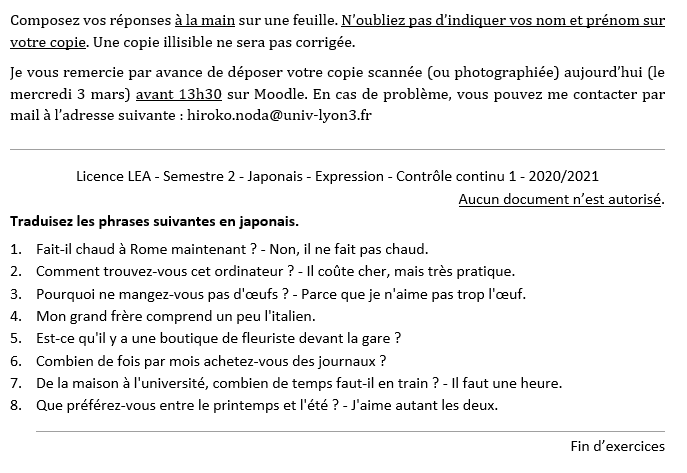 Composez vos réponses à la main sur une feuille. N’oubliez pas d’indiquer vos nom et prénom sur
votre copie. Une copie illisible ne sera pas corrigée.
Je vous remercie par avance de déposer votre copie scannée (ou photographiée) aujourd’hui (le
mercredi 3 mars) avant 13h30 sur Moodle. En cas de problème, vous pouvez me contacter par
mail à l’adresse suivante : hiroko.noda@univ-lyon3.fr
Licence LEA - Semestre 2 - Japonais - Expression - Contrôle continu 1 - 2020/2021
Aucun document n’est autorisé.
Traduisez les phrases suivantes en japonais.
1. Fait-il chaud à Rome maintenant ? - Non, il ne fait pas chaud.
2. Comment trouvez-vous cet ordinateur ? - Il coûte cher, mais très pratique.
3. Pourquoi ne mangez-vous pas d'œufs ? - Parce que je n'aime pas trop l'œuf.
4. Mon grand frère comprend un peu l'italien.
5. Est-ce qu'il y a une boutique de fleuriste devant la gare ?
6. Combien de fois par mois achetez-vous des journaux ?
7. De la maison à l'université, combien de temps faut-il en train ? - Il faut une heure.
8. Que préférez-vous entre le printemps et l'été ? - J'aime autant les deux.
Fin d’exercices